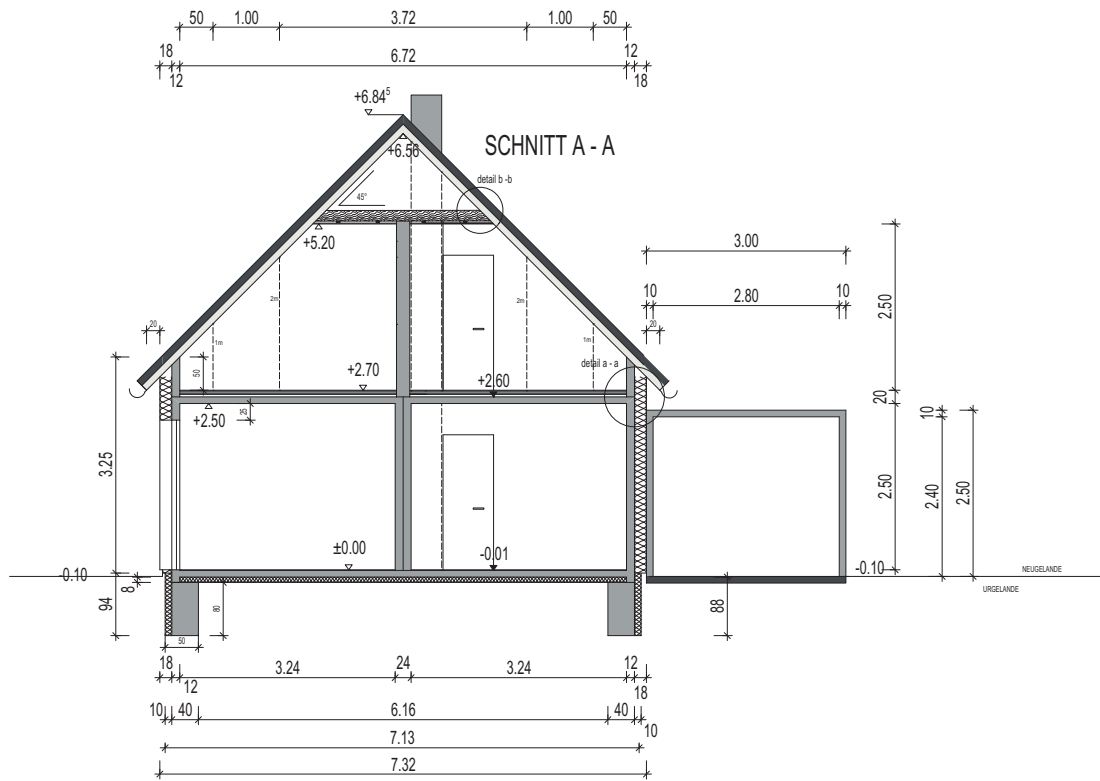 50 1.00 3.72 1.00 50
18 6.72 12
12 18
+6.84⁵
SCHNITT A - A
+6.56
detail b -b
45°
+5.20
3.00
10 2.80 10
2.50
2m 2m
20 20
1m 1m
detail a - a
50
+2.70 +2.60
20
+2.50 25
10
3.25
2.50
2.40
2.50
±0.00 -0.01
-0.10 -0.10
NEUGELANDE
URGELANDE
8
94
80
88
50
18 3.24 24 3.24 12
12 18
10 40 6.16 40
10
7.13
7.32